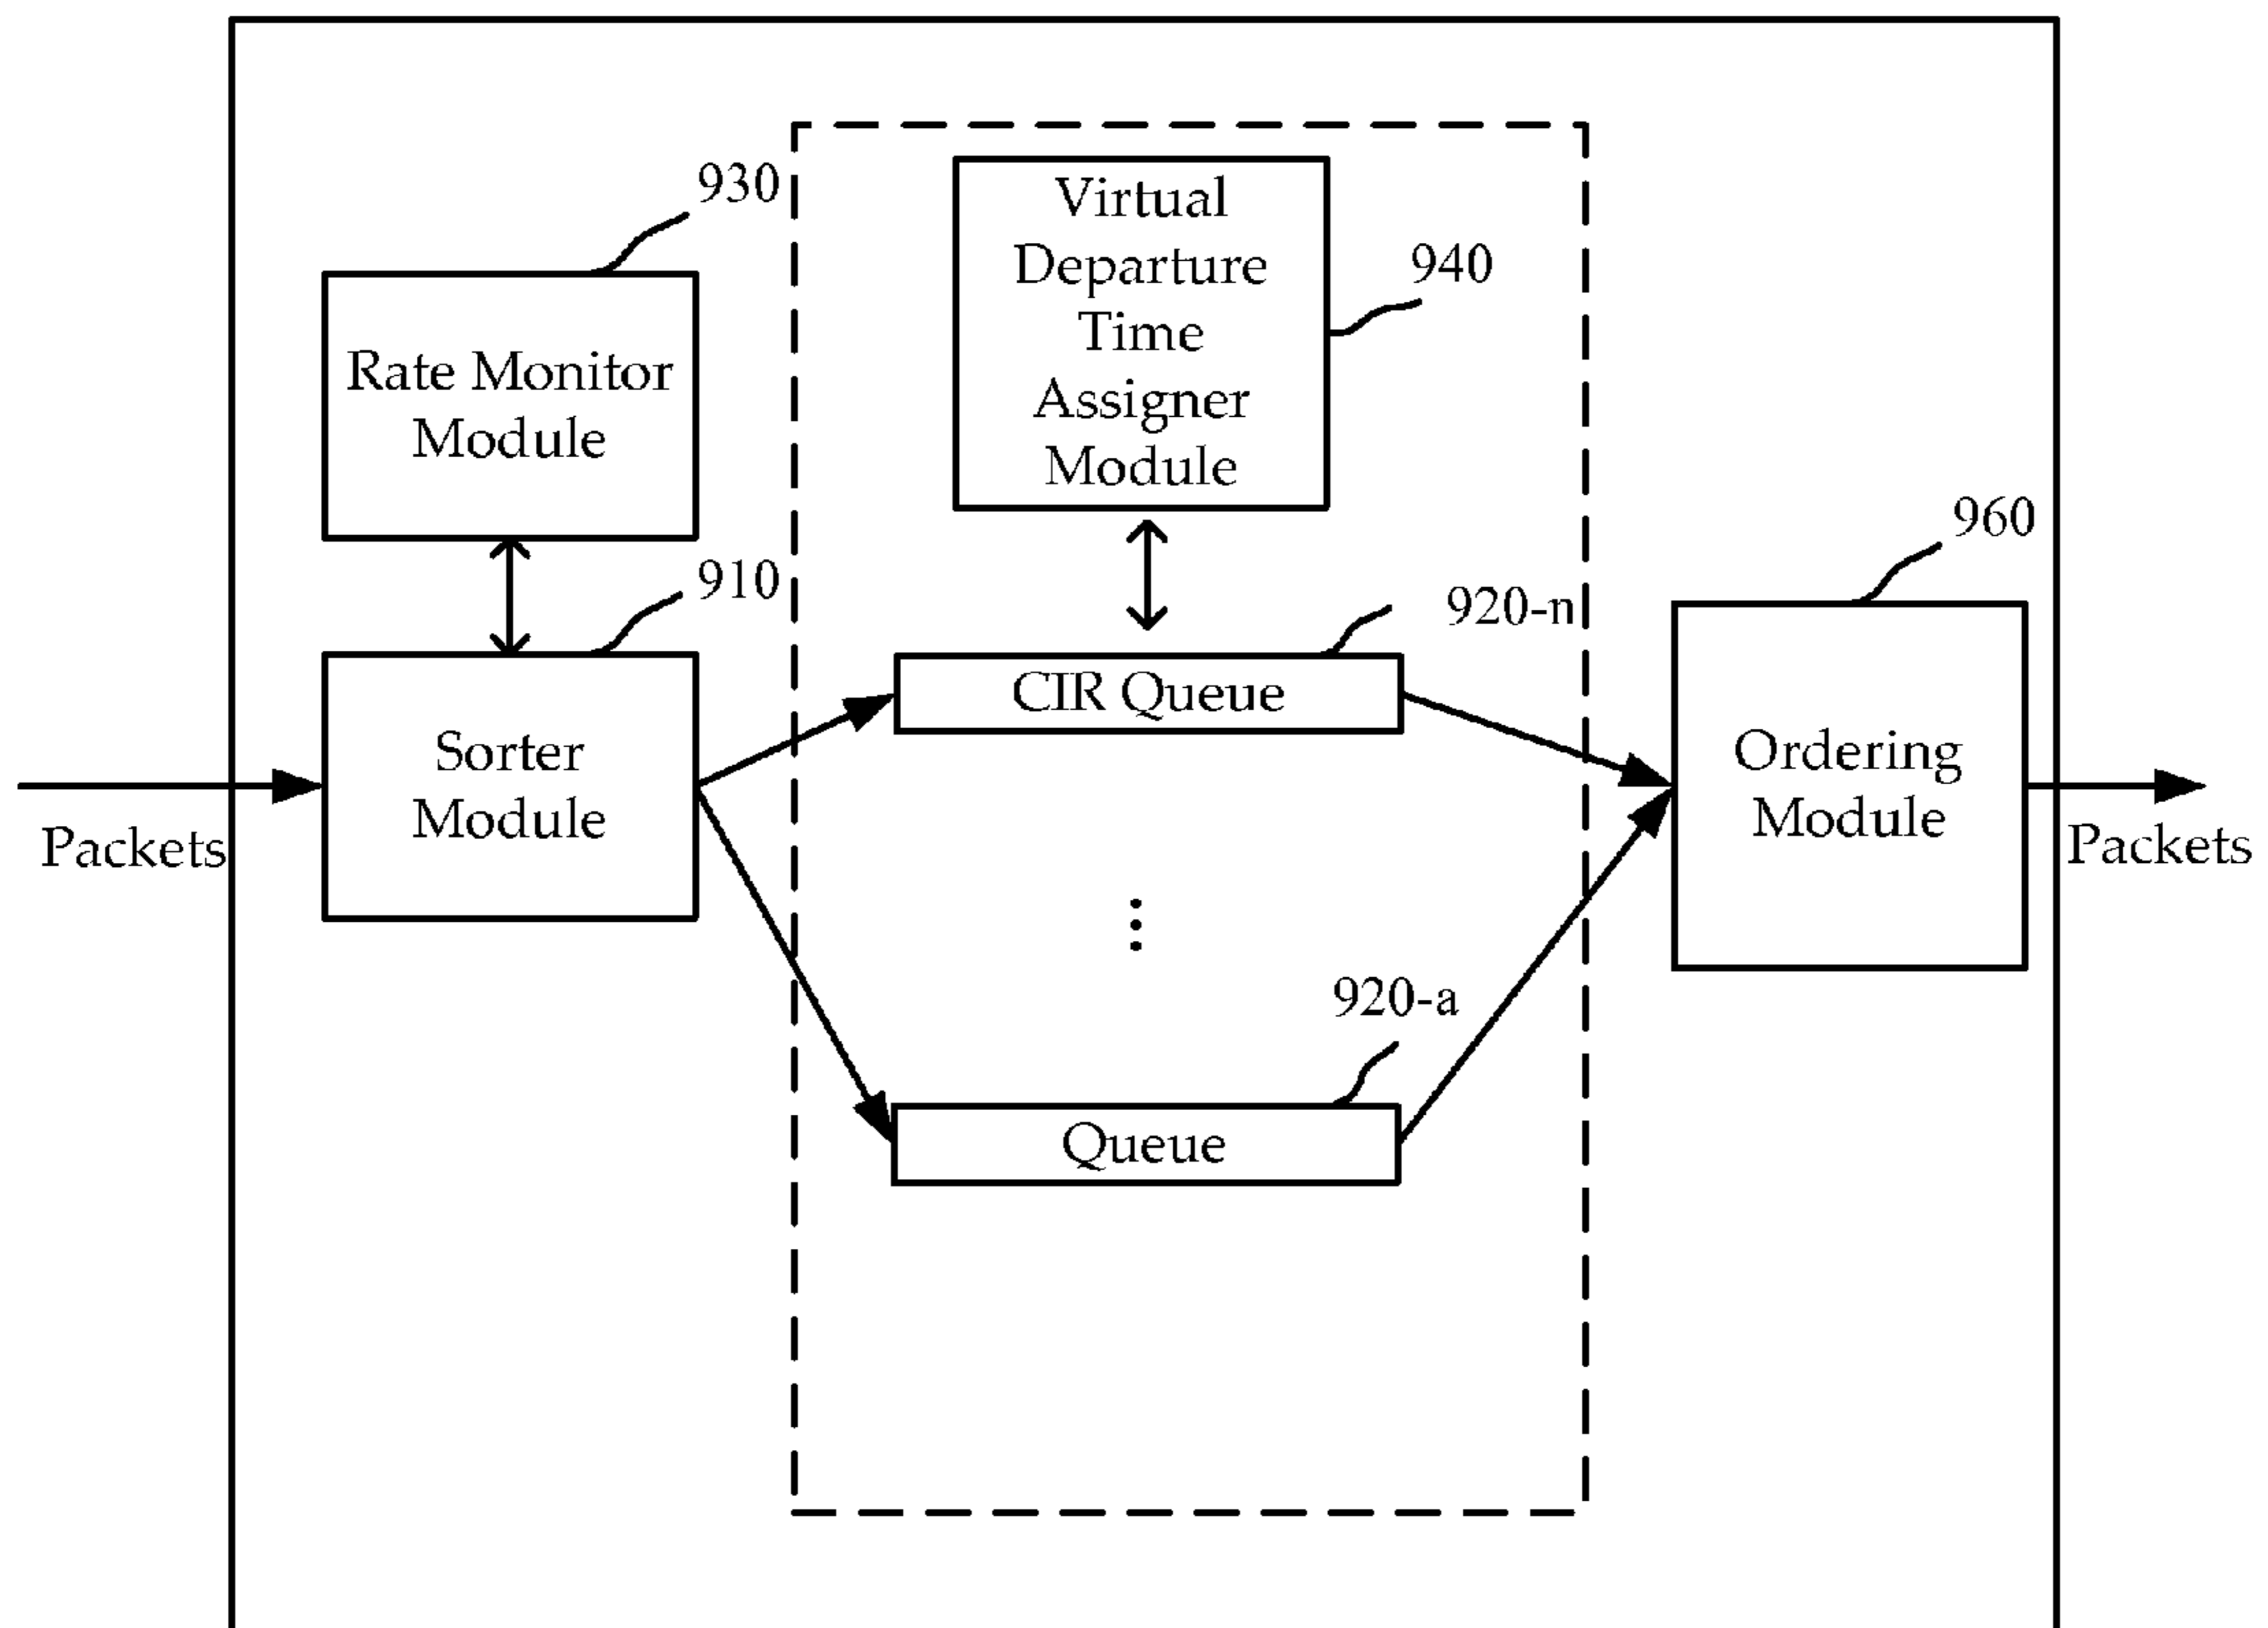 930
Virtual
Departure
Time
Assigner
Module
940
Rate Monitor
Module
910
920-n
960
CIR Queue
Sorter
Module
Ordering
Module
Packets
Packets
920-a
Queue